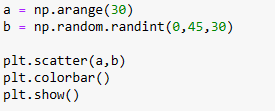 a = np.arange(30)
b = np.random.randint(0,45,30)
plt.scatter(a,b)
plt.colorbar()
plt.show()